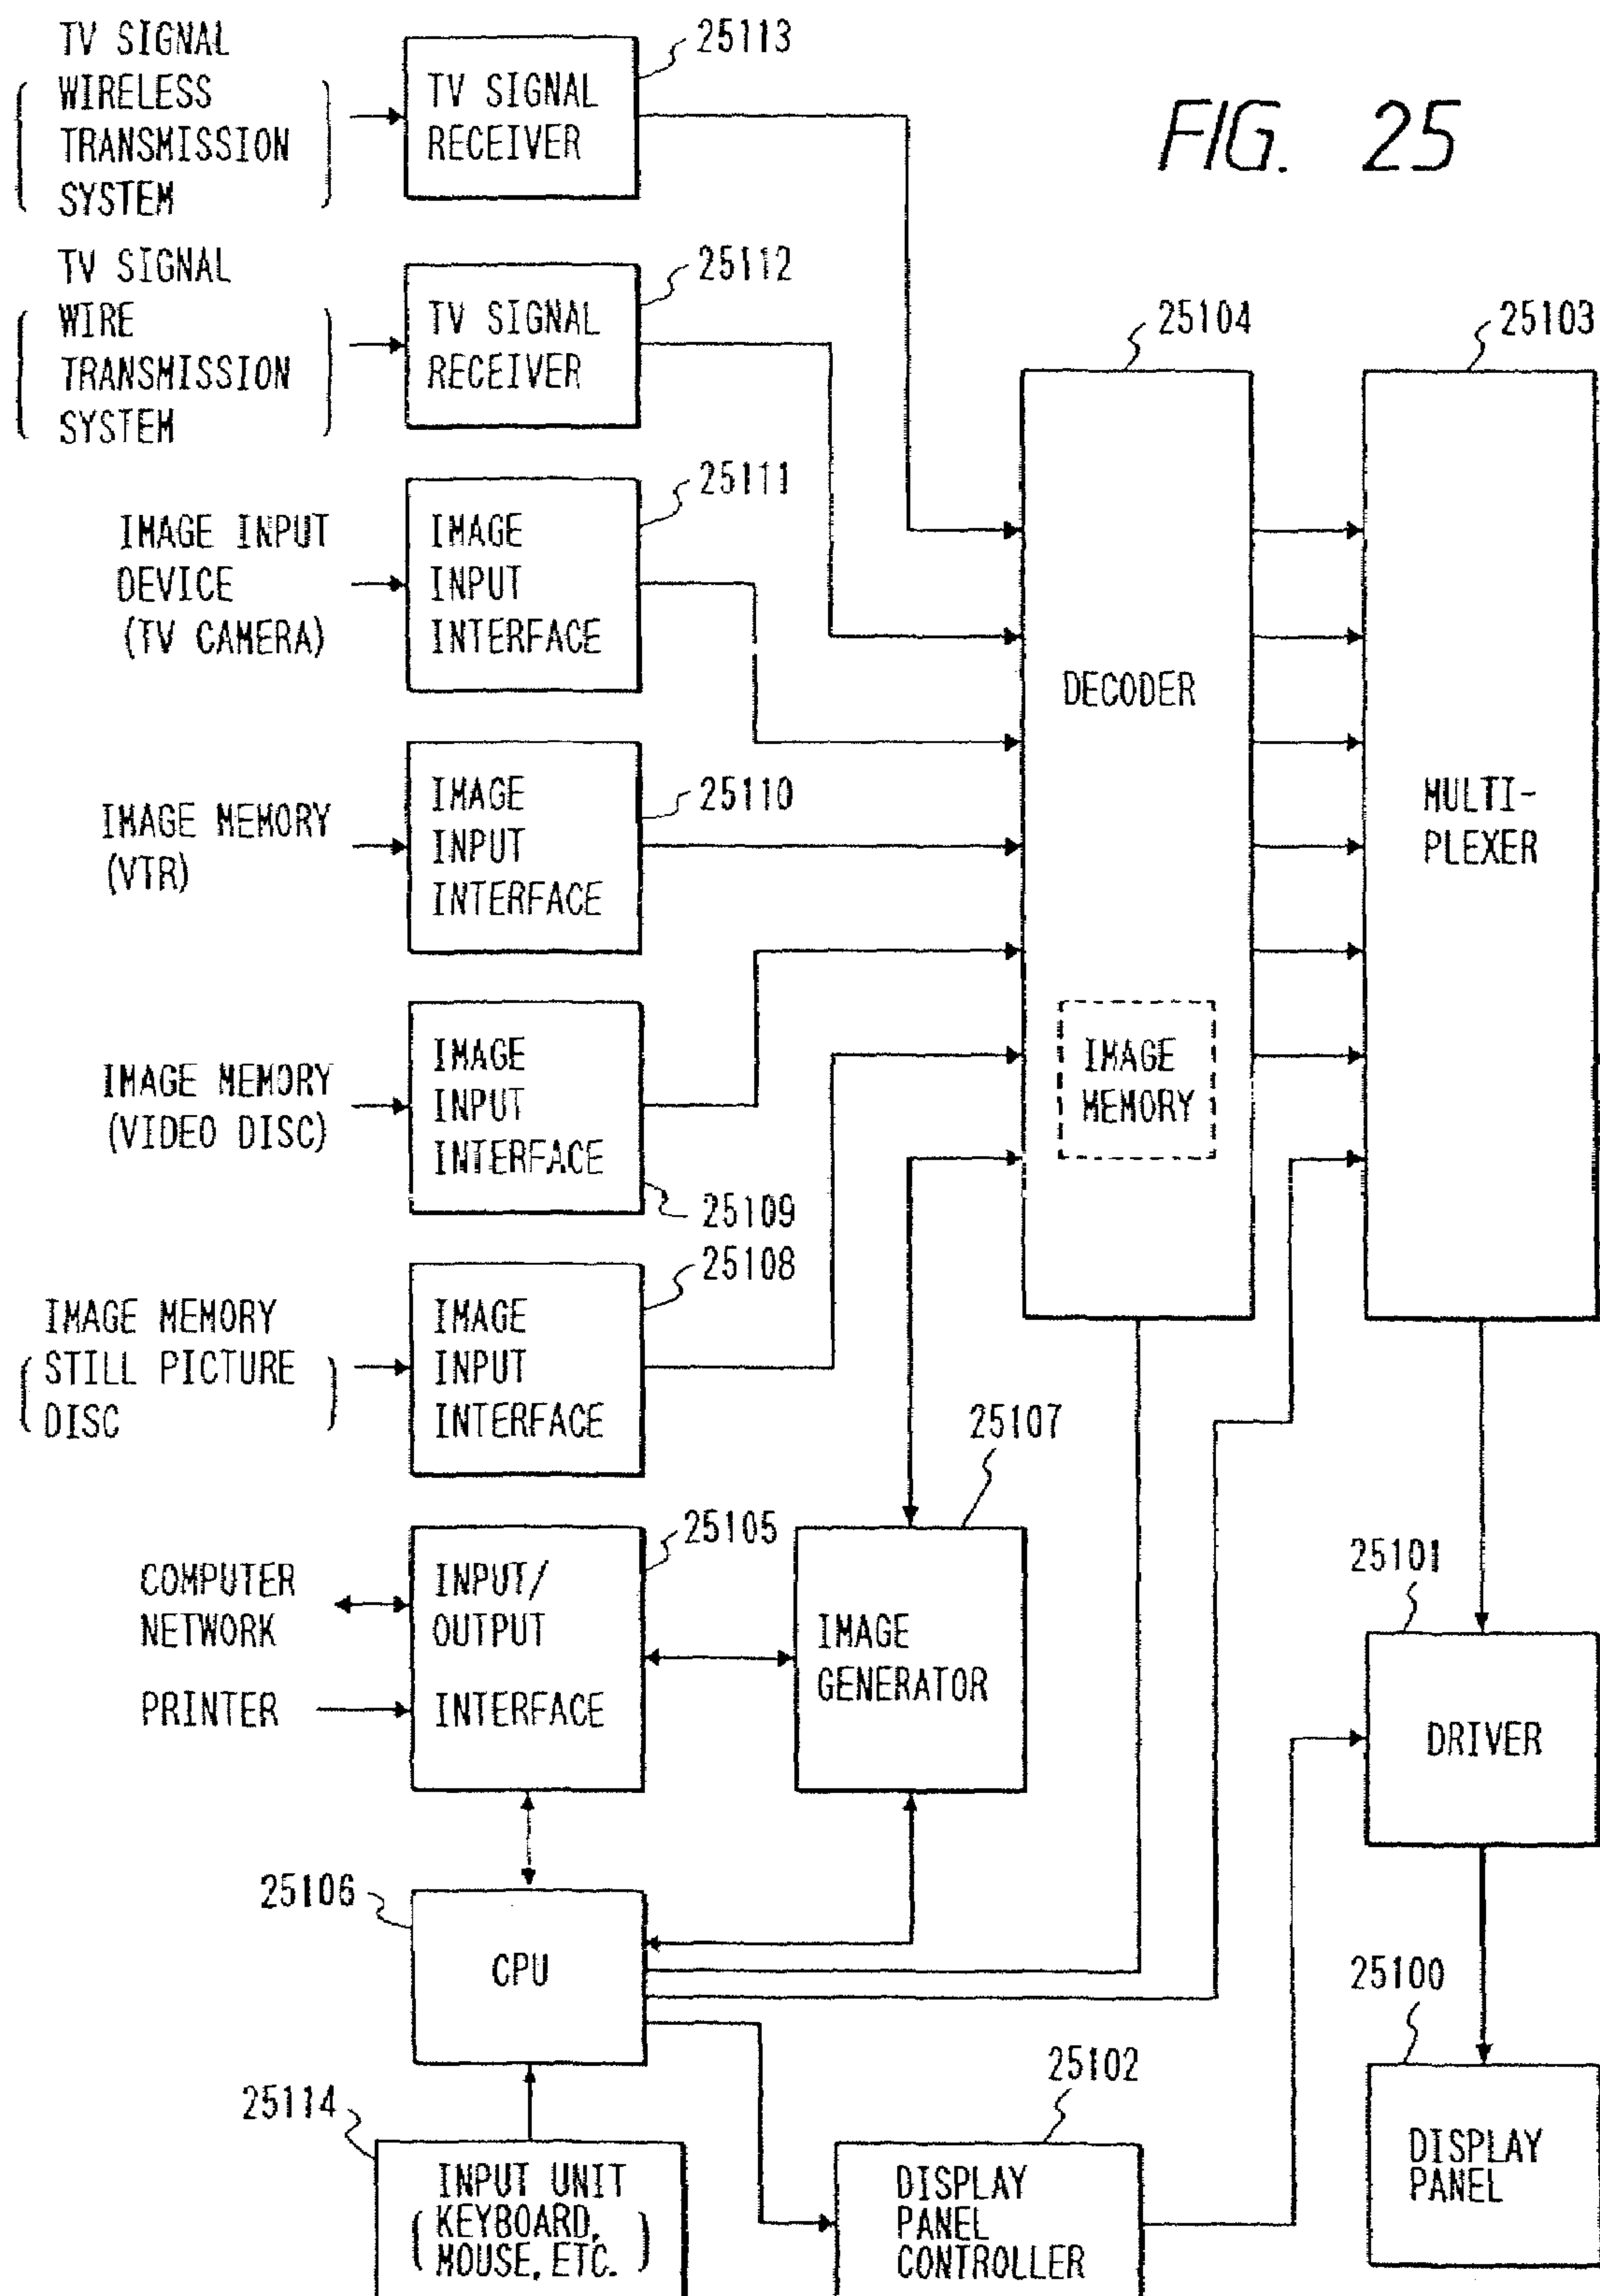 FIG. 25
TV SIGNAL
WIRELESS
TRANSMISSION
SYSTEM
TV SIGNAL
RECEIVER
25113
TV SIGNAL
WIRE
TRANSMISSION
SYSTEM
TV SIGNAL
RECEIVER
25112
IMAGE INPUT
DEVICE
(TV CAMERA)
IMAGE
INPUT
INTERFACE
25111
IMAGE MEMORY
(VTR)
IMAGE
INPUT
INTERFACE
25110
IMAGE MEMORY
(VIDEO DISC)
IMAGE
INPUT
INTERFACE
25109
IMAGE MEMORY
STILL PICTURE
DISC
IMAGE
INPUT
INTERFACE
25108
25104
DECODER
IMAGE
MEMORY
25103
MULTI-
PLEXER
COMPUTER
NETWORK
PRINTER
INPUT/
OUTPUT
INTERFACE
25105
25107
IMAGE
GENERATOR
25101
DRIVER
25106
CPU
25100
DISPLAY
PANEL
25114
INPUT UNIT
(KEYBOARD,
MOUSE, ETC.)
25102
DISPLAY
PANEL
CONTROLLER